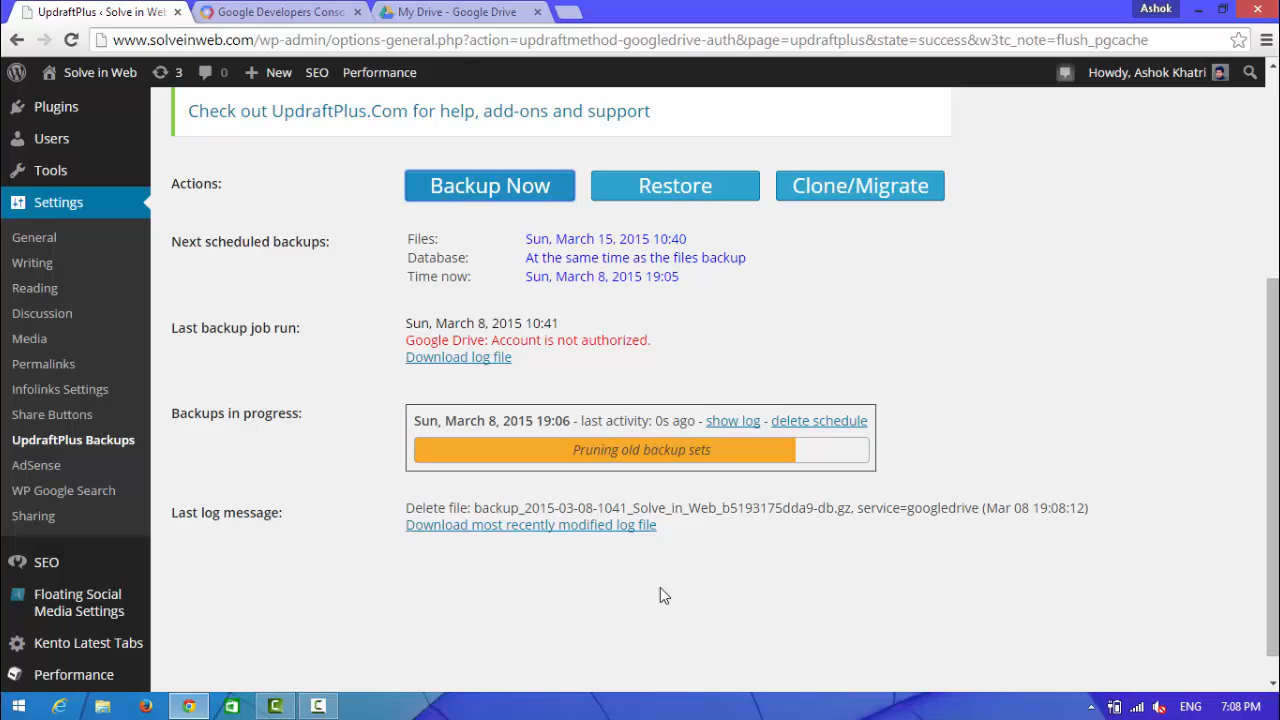 UpdraftPlus ‹ Solve in Web
Google Developers Conso
My Drive - Google Drive
Ashok
www.solveinweb.com/wp-admin/options-general.php?action=updraftmethod-googledrive-auth&page=updraftplus&state=success&w3tc_note=flush_pgcache
Solve in Web
3
0
New
SEO
Performance
Howdy, Ashok Khatri
Plugins
Users
Tools
Settings
General
Writing
Reading
Discussion
Media
Permalinks
Infolinks Settings
Share Buttons
UpdraftPlus Backups
AdSense
WP Google Search
Sharing
SEO
Floating Social
Media Settings
Kento Latest Tabs
Performance
Check out UpdraftPlus.Com for help, add-ons and support
Actions:
Backup Now
Restore
Clone/Migrate
Next scheduled backups:
Files: Sun, March 15, 2015 10:40
Database: At the same time as the files backup
Time now: Sun, March 8, 2015 19:05
Last backup job run:
Sun, March 8, 2015 10:41
Google Drive: Account is not authorized.
Download log file
Backups in progress:
Sun, March 8, 2015 19:06 - last activity: 0s ago - show log - delete schedule
Pruning old backup sets
Last log message:
Delete file: backup_2015-03-08-1041_Solve_in_Web_b5193175dda9-db.gz, service=googledrive (Mar 08 19:08:12)
Download most recently modified log file
ENG
7:08 PM